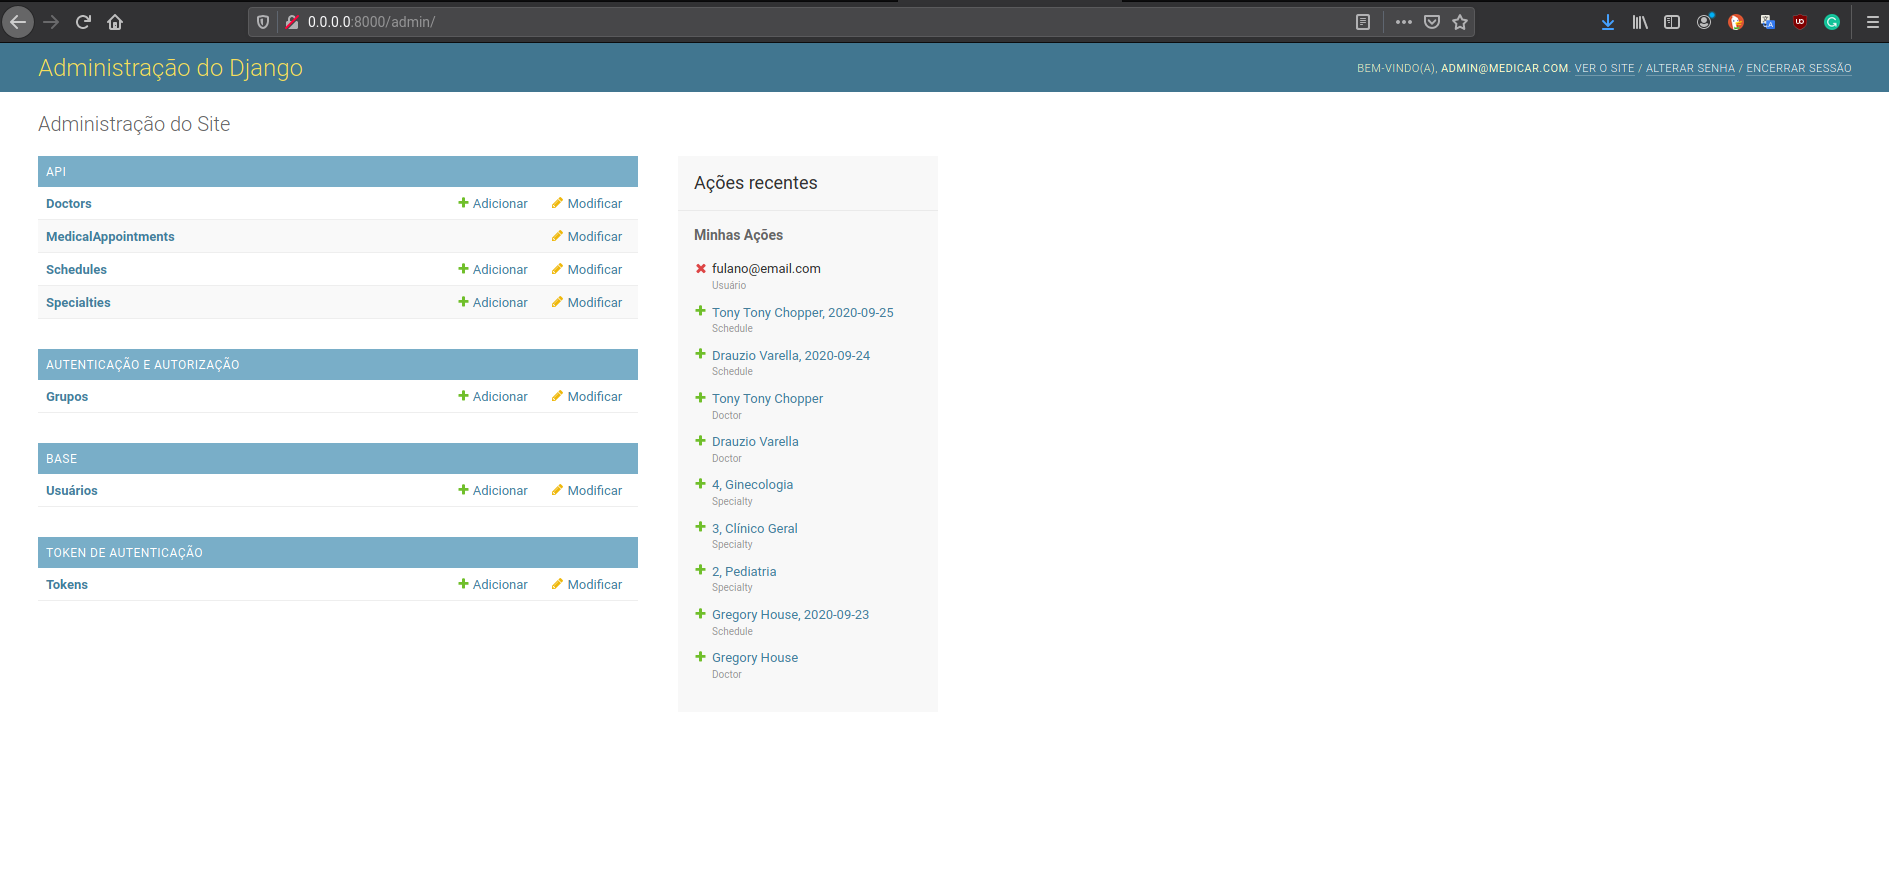 0.0.0.0:8000/admin/
Administração do Django
BEM-VINDO(A), ADMIN@MEDICAR.COM. VER O SITE / ALTERAR SENHA / ENCERRAR SESSÃO
Administração do Site
API
Doctors Adicionar Modificar
MedicalAppointments Modificar
Schedules Adicionar Modificar
Specialties Adicionar Modificar
AUTENTICAÇÃO E AUTORIZAÇÃO
Grupos Adicionar Modificar
BASE
Usuários Adicionar Modificar
TOKEN DE AUTENTICAÇÃO
Tokens Adicionar Modificar
Ações recentes
Minhas Ações
fulano@email.com
Usuário
Tony Tony Chopper, 2020-09-25
Schedule
Drauzio Varella, 2020-09-24
Schedule
Tony Tony Chopper
Doctor
Drauzio Varella
Doctor
4, Ginecologia
Specialty
3, Clínico Geral
Specialty
2, Pediatria
Specialty
Gregory House, 2020-09-23
Schedule
Gregory House
Doctor